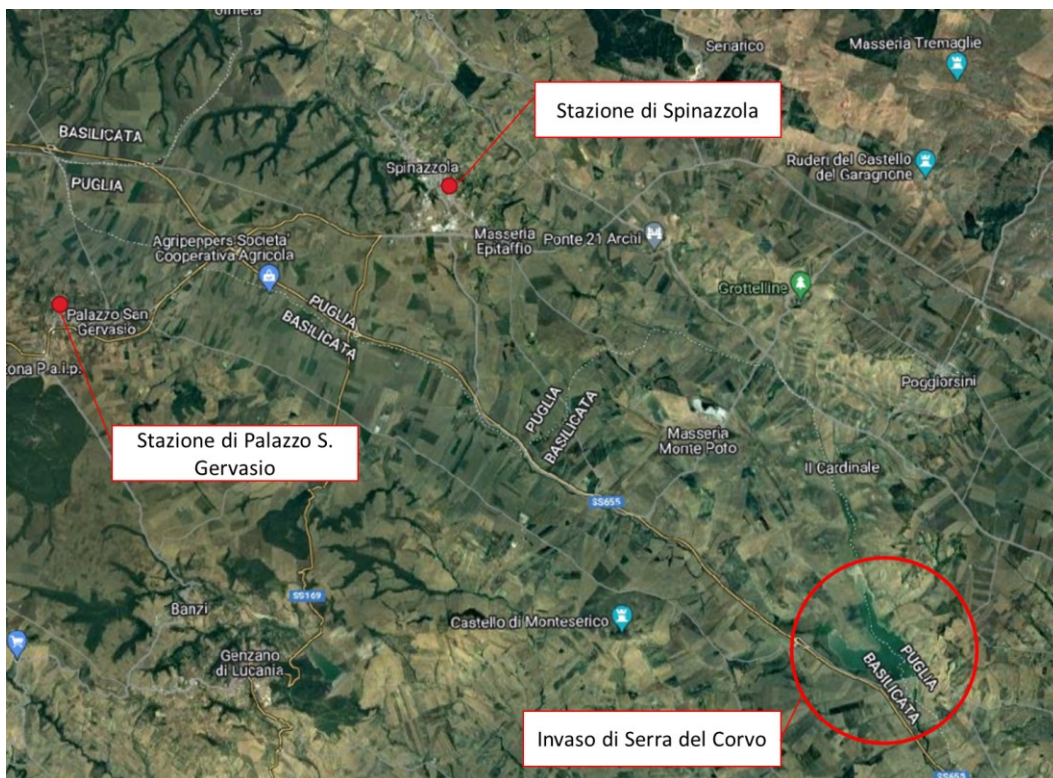 Senarico
Masseria Tremaglie
Stazione di Spinazzola
BASILICATA
PUGLIA
Spinazzola
Ruderi del Castello
del Garagnone
Masseria
Epitaffio
Ponte 21 Archi
Agripeppers Societa'
Cooperativa Agricola
Grottelline
PUGLIA
BASILICATA
Palazzo San
Gervasio
zona P.a.i.p.
Poggiorsini
PUGLIA
BASILICATA
Stazione di Palazzo S.
Gervasio
Masseria
Monte Poto
Il Cardinale
SS655
SS169
Banzi
Castello di Monteserico
Genzano
di Lucania
PUGLIA
BASILICATA
Invaso di Serra del Corvo